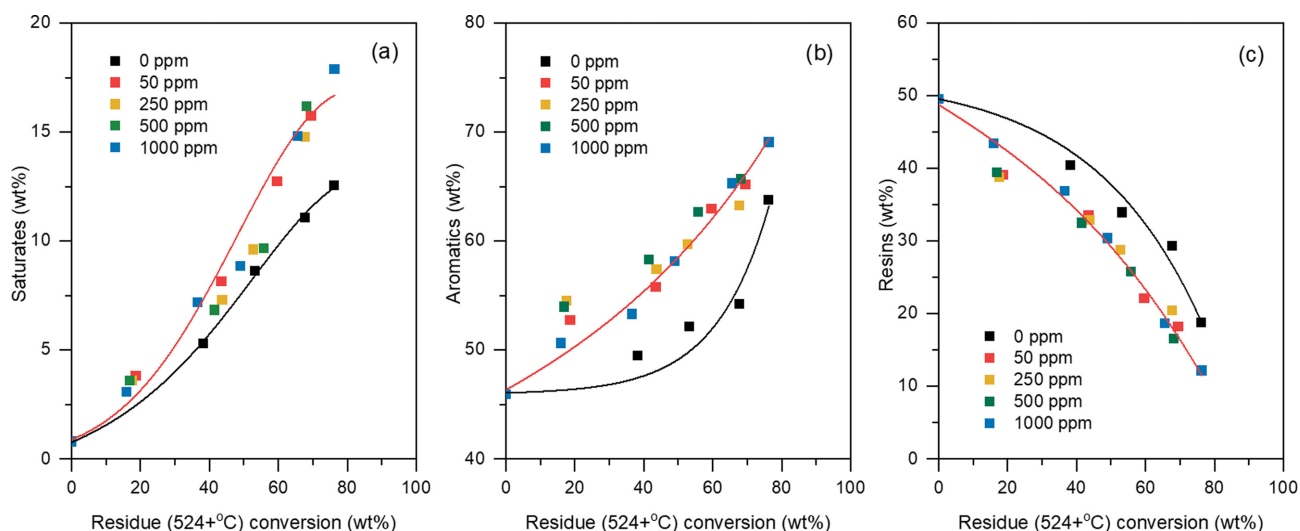 (a)
0 ppm
50 ppm
250 ppm
500 ppm
1000 ppm
Saturates (wt%)
20
15
10
5
0
0 20 40 60 80 100
Residue (524+°C) conversion (wt%)
(b)
0 ppm
50 ppm
250 ppm
500 ppm
1000 ppm
Aromatics (wt%)
80
70
60
50
40
0 20 40 60 80 100
Residue (524+°C) conversion (wt%)
(c)
Resins (wt%)
60
50
40
30
20
10
0
0 ppm
50 ppm
250 ppm
500 ppm
1000 ppm
0 20 40 60 80 100
Residue (524+°C) conversion (wt%)